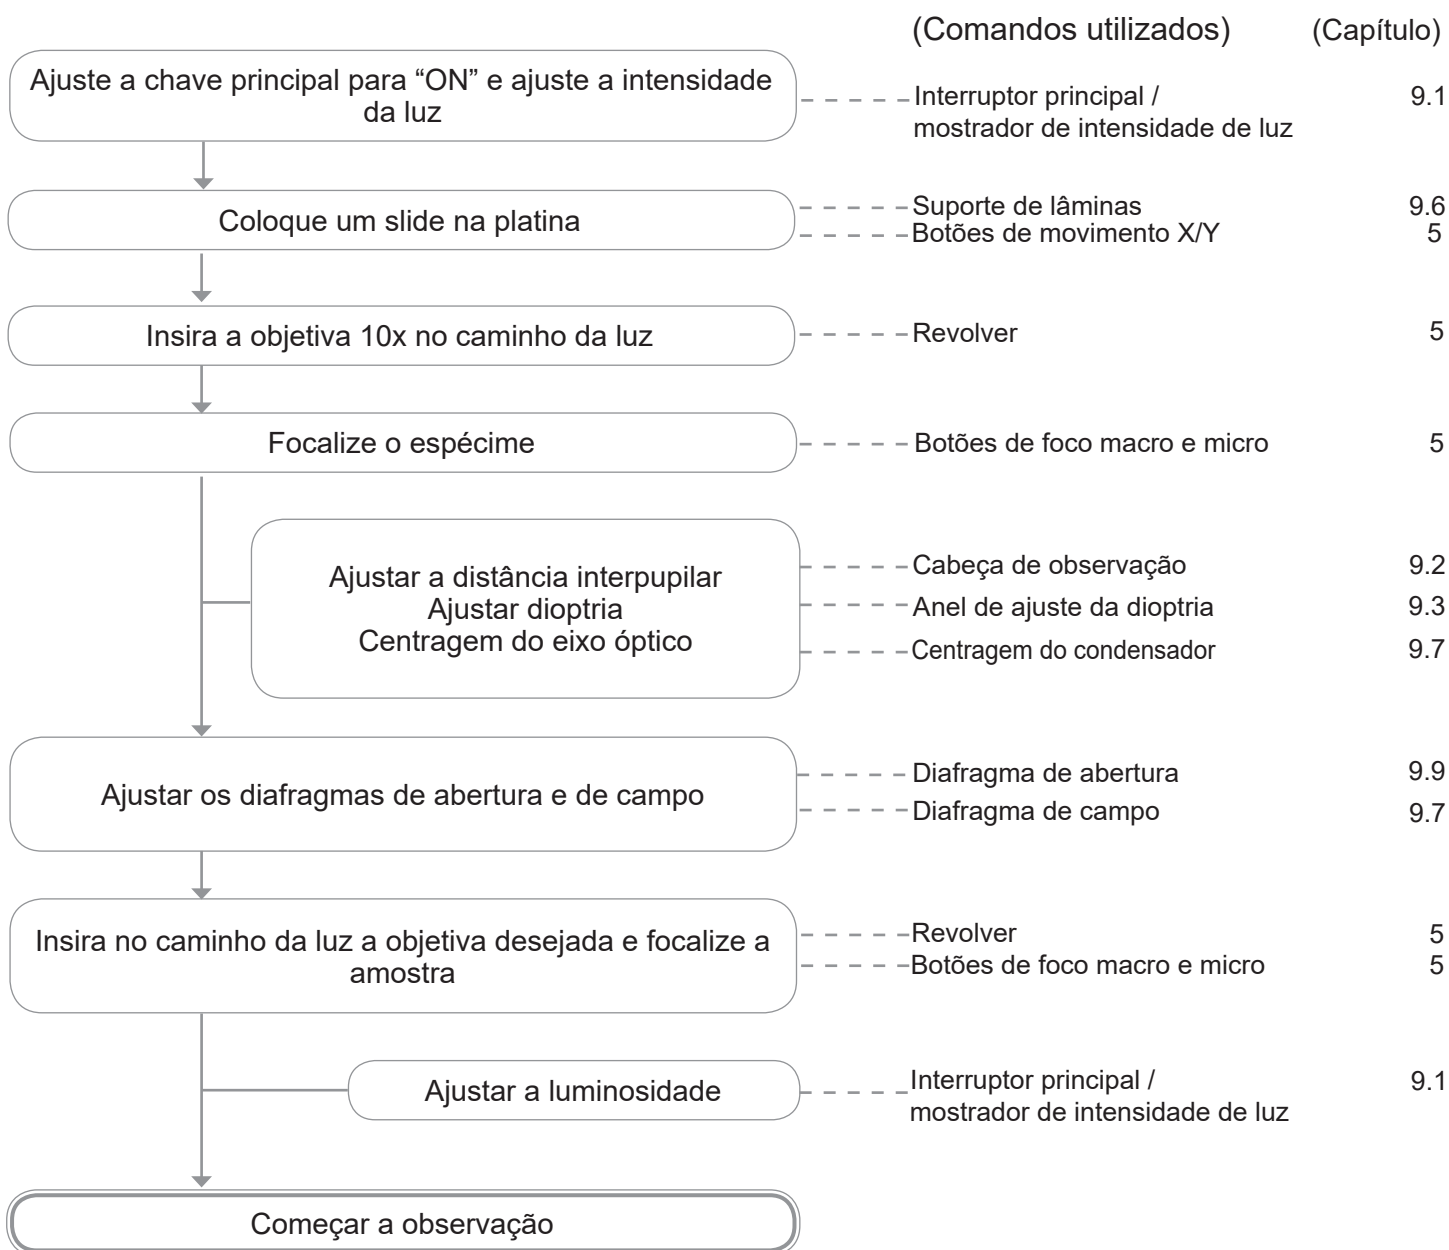 (Comandos utilizados) (Capítulo)
Ajuste a chave principal para “ON” e ajuste a intensidade
da luz
Interruptor principal / 9.1
mostrador de intensidade de luz
Coloque um slide na platina
Suporte de lâminas 9.6
Botões de movimento X/Y 5
Insira a objetiva 10x no caminho da luz
Revolver 5
Focalize o espécime
Botões de foco macro e micro 5
Ajustar a distância interpupilar
Ajustar dioptria
Centragem do eixo óptico
Cabeça de observação 9.2
Anel de ajuste da dioptria 9.3
Centragem do condensador 9.7
Ajustar os diafragmas de abertura e de campo
Diafragma de abertura 9.9
Diafragma de campo 9.7
Insira no caminho da luz a objetiva desejada e focalize a
amostra
Revolver 5
Botões de foco macro e micro 5
Ajustar a luminosidade
Interruptor principal / 9.1
mostrador de intensidade de luz
Começar a observação